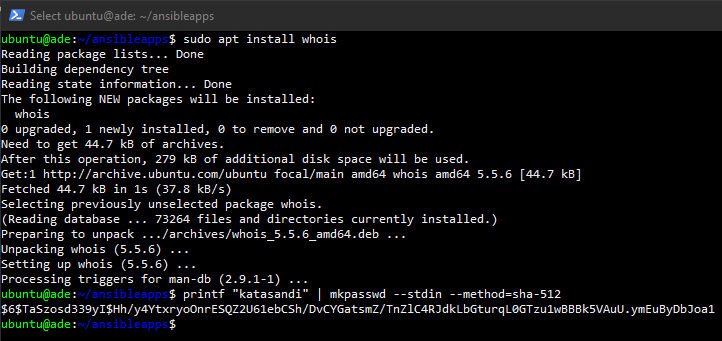 Select ubuntu@ade: ~/ansibleapps
ubuntu@ade:~/ansibleapps$ sudo apt install whois
Reading package lists... Done
Building dependency tree
Reading state information... Done
The following NEW packages will be installed:
  whois
0 upgraded, 1 newly installed, 0 to remove and 0 not upgraded.
Need to get 44.7 kB of archives.
After this operation, 279 kB of additional disk space will be used.
Get:1 http://archive.ubuntu.com/ubuntu focal/main amd64 whois amd64 5.5.6 [44.7 kB]
Fetched 44.7 kB in 1s (37.8 kB/s)
Selecting previously unselected package whois.
(Reading database ... 73264 files and directories currently installed.)
Preparing to unpack .../archives/whois_5.5.6_amd64.deb ...
Unpacking whois (5.5.6) ...
Setting up whois (5.5.6) ...
Processing triggers for man-db (2.9.1-1) ...
ubuntu@ade:~/ansibleapps$ printf "katasandi" | mkpasswd --stdin --method=sha-512
$6$TaSzosd339yI$Hh/y4YtxryoOnrESQZ2U61ebCSh/DvCYGatsmZ/TnZlC4RJdkLbGturqL0GTzu1wBBBk5VAuU.ymEuByDbJoa1
ubuntu@ade:~/ansibleapps$